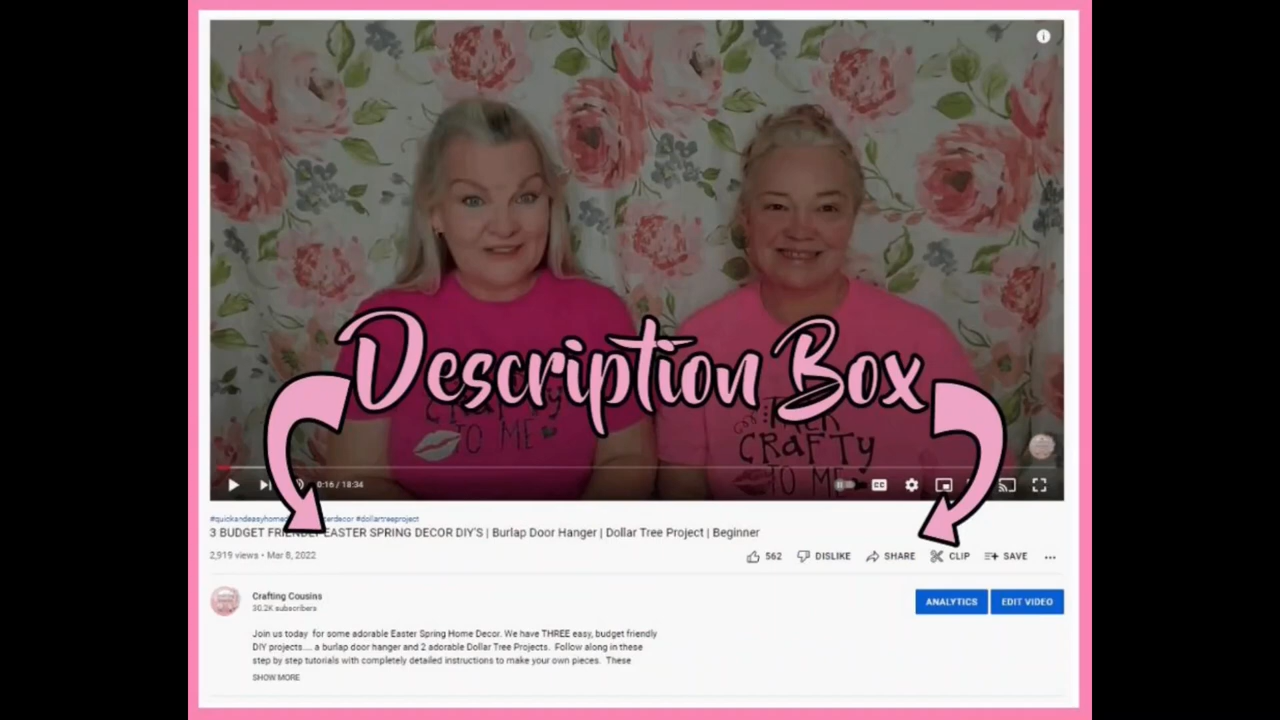 Description Box
CRAFTY
TO ME
CRAFTY
TO ME
0:16 / 18:34
CC
3 BUDGET FRIENDLY EASTER SPRING DECOR DIY'S | Burlap Door Hanger | Dollar Tree Project | Beginner
2,919 views • Mar 8, 2022
562 DISLIKE SHARE CLIP SAVE ...
Crafting Cousins
30.2K subscribers
ANALYTICS EDIT VIDEO
Join us today for some adorable Easter Spring Home Decor. We have THREE easy, budget friendly
DIY projects.... a burlap door hanger and 2 adorable Dollar Tree Projects. Follow along in these
step by step tutorials with completely detailed instructions to make your own pieces. These
SHOW MORE